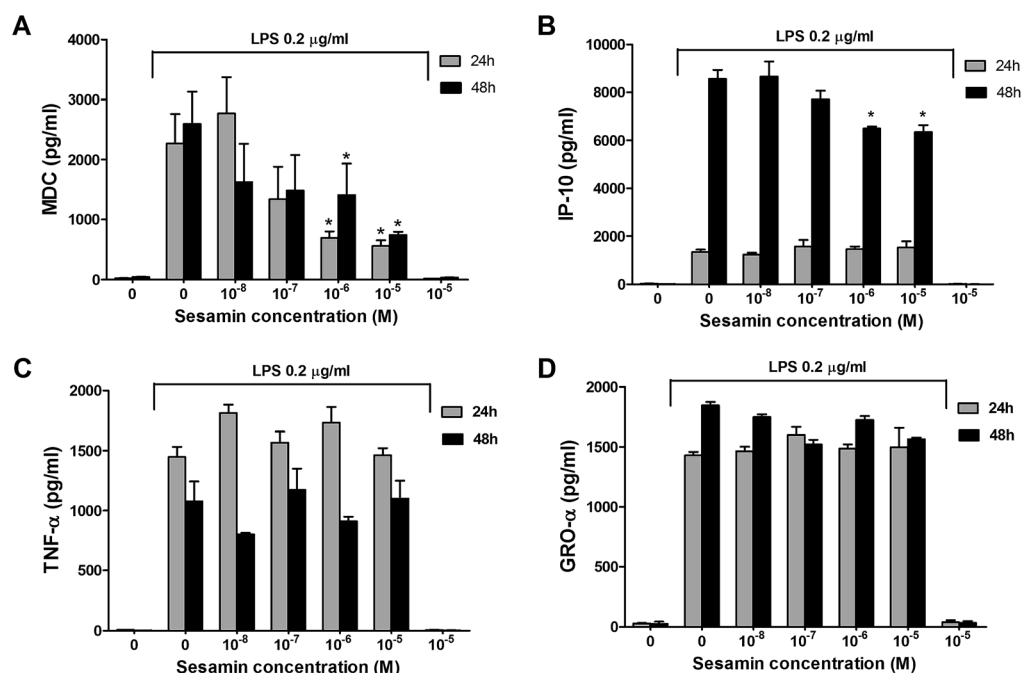 A
LPS 0.2 μg/ml
24h
48h
4000
3000
2000
1000
0
MDC (pg/ml)
* * * *
0 0 10⁻⁸ 10⁻⁷ 10⁻⁶ 10⁻⁵ 10⁻⁵
Sesamin concentration (M)
B
LPS 0.2 μg/ml
24h
48h
10000
8000
6000
4000
2000
0
IP-10 (pg/ml)
* *
0 0 10⁻⁸ 10⁻⁷ 10⁻⁶ 10⁻⁵ 10⁻⁵
Sesamin concentration (M)
C
LPS 0.2 μg/ml
24h
48h
2000
1500
1000
500
0
TNF-α (pg/ml)
0 0 10⁻⁸ 10⁻⁷ 10⁻⁶ 10⁻⁵ 10⁻⁵
Sesamin concentration (M)
D
LPS 0.2 μg/ml
24h
48h
2000
1500
1000
500
0
GRO-α (pg/ml)
0 0 10⁻⁸ 10⁻⁷ 10⁻⁶ 10⁻⁵ 10⁻⁵
Sesamin concentration (M)